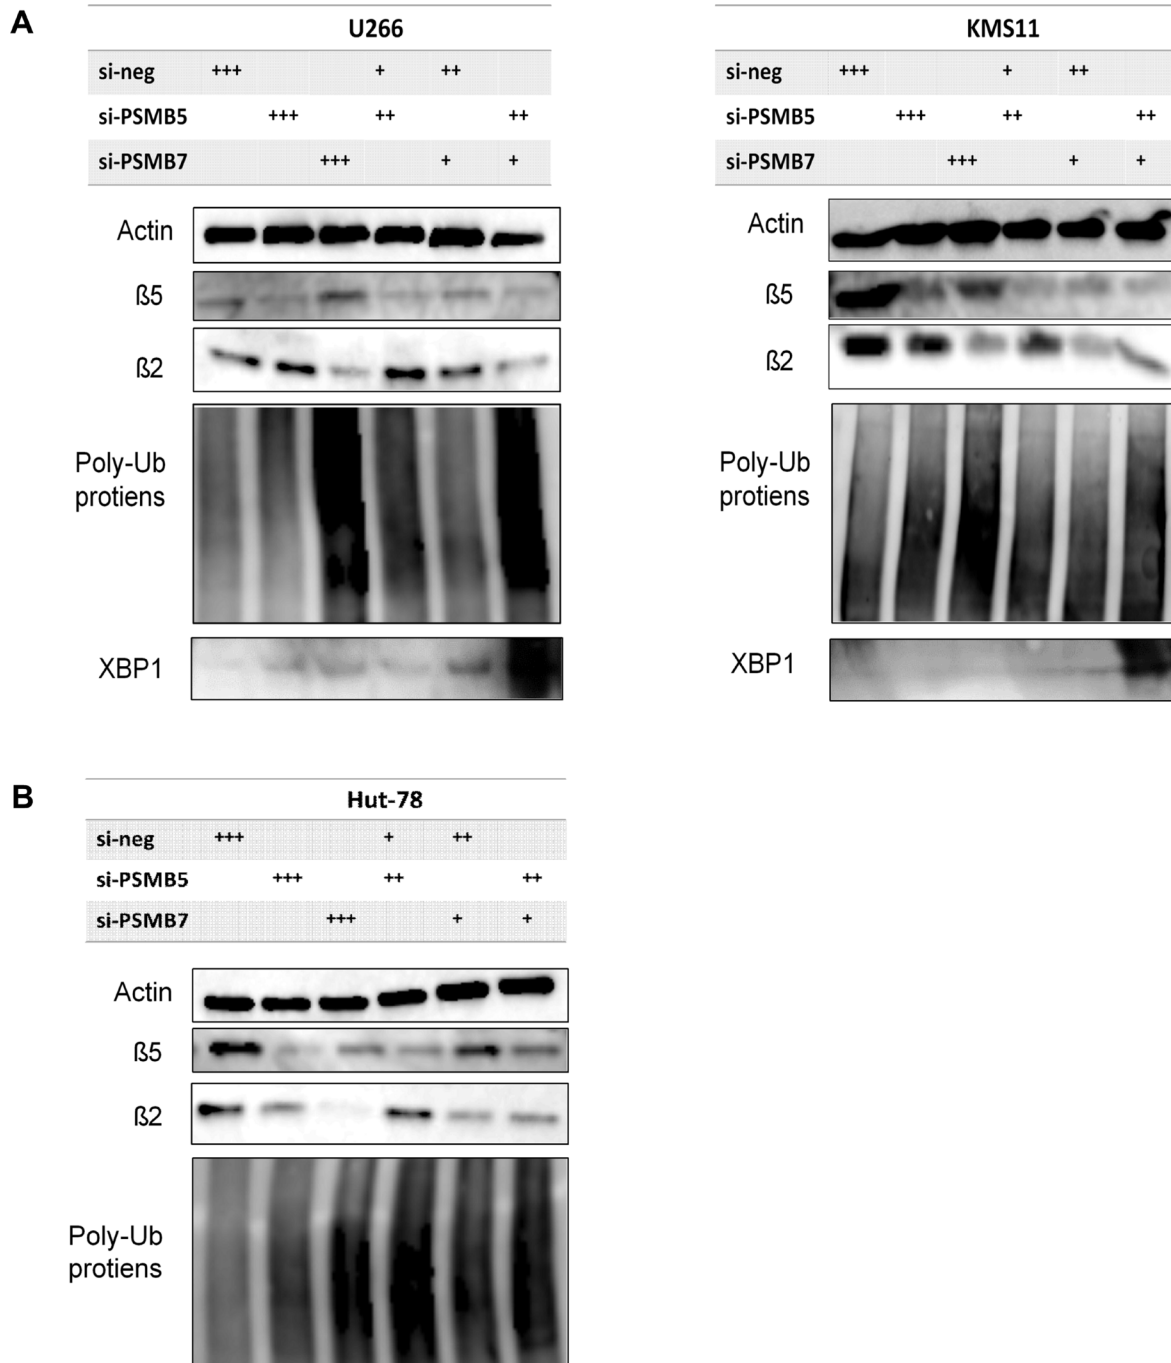 A
U266
si-neg +++ + ++
si-PSMB5 +++ ++ ++
si-PSMB7 +++ + +
Actin
ß5
ß2
Poly-Ub
protiens
XBP1
KMS11
si-neg +++ + ++
si-PSMB5 +++ ++ ++
si-PSMB7 +++ + +
Actin
ß5
ß2
Poly-Ub
protiens
XBP1
B
Hut-78
si-neg +++ + ++
si-PSMB5 +++ ++ ++
si-PSMB7 +++ + +
Actin
ß5
ß2
Poly-Ub
protiens